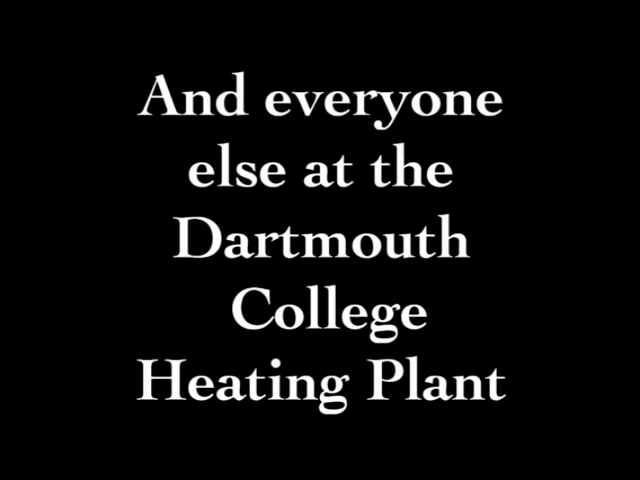 And everyone
else at the
Dartmouth
College
Heating Plant